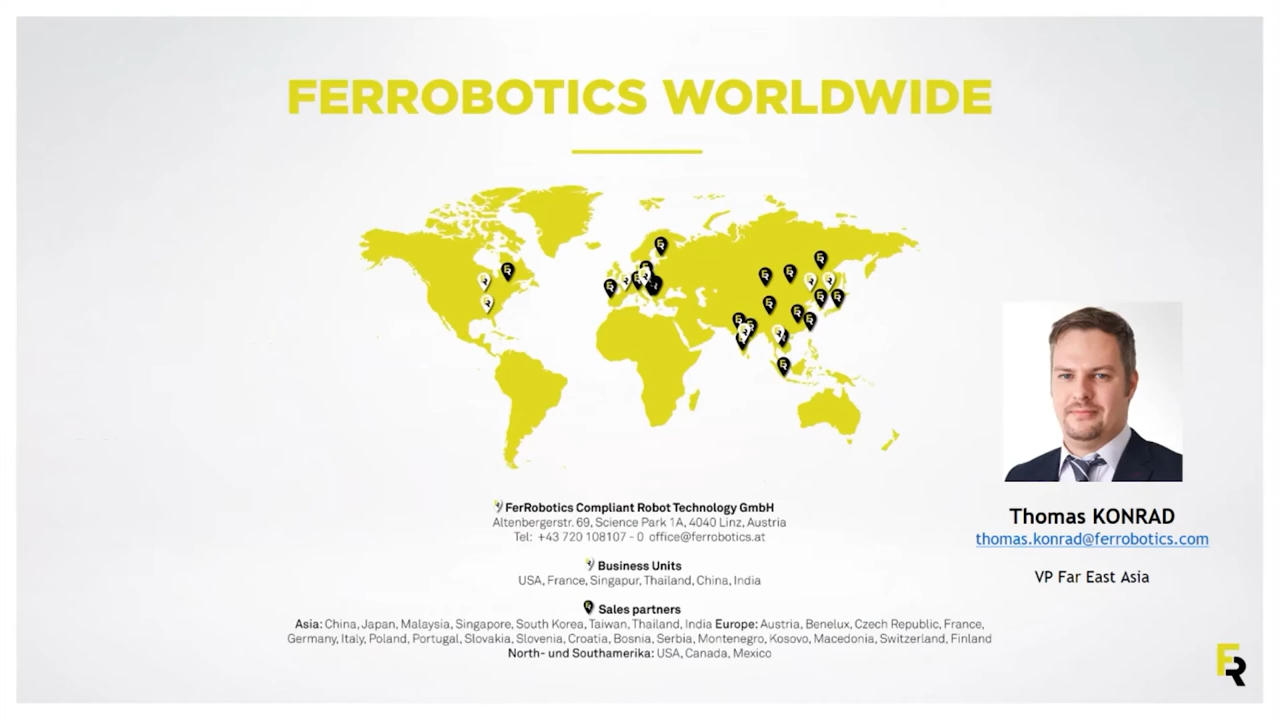 FERROBOTICS WORLDWIDE
FerRobotics Compliant Robot Technology GmbH
Altenbergerstr. 69, Science Park 1A, 4040 Linz, Austria
Tel: +43 720 108107 - 0 office@ferrobotics.at
Business Units
USA, France, Singapur, Thailand, China, India
Sales partners
Asia: China, Japan, Malaysia, Singapore, South Korea, Taiwan, Thailand, India Europe: Austria, Benelux, Czech Republic, France,
Germany, Italy, Poland, Portugal, Slovakia, Slovenia, Croatia, Bosnia, Serbia, Montenegro, Kosovo, Macedonia, Switzerland, Finland
North- und Southamerika: USA, Canada, Mexico
Thomas KONRAD
thomas.konrad@ferrobotics.com
VP Far East Asia
FR